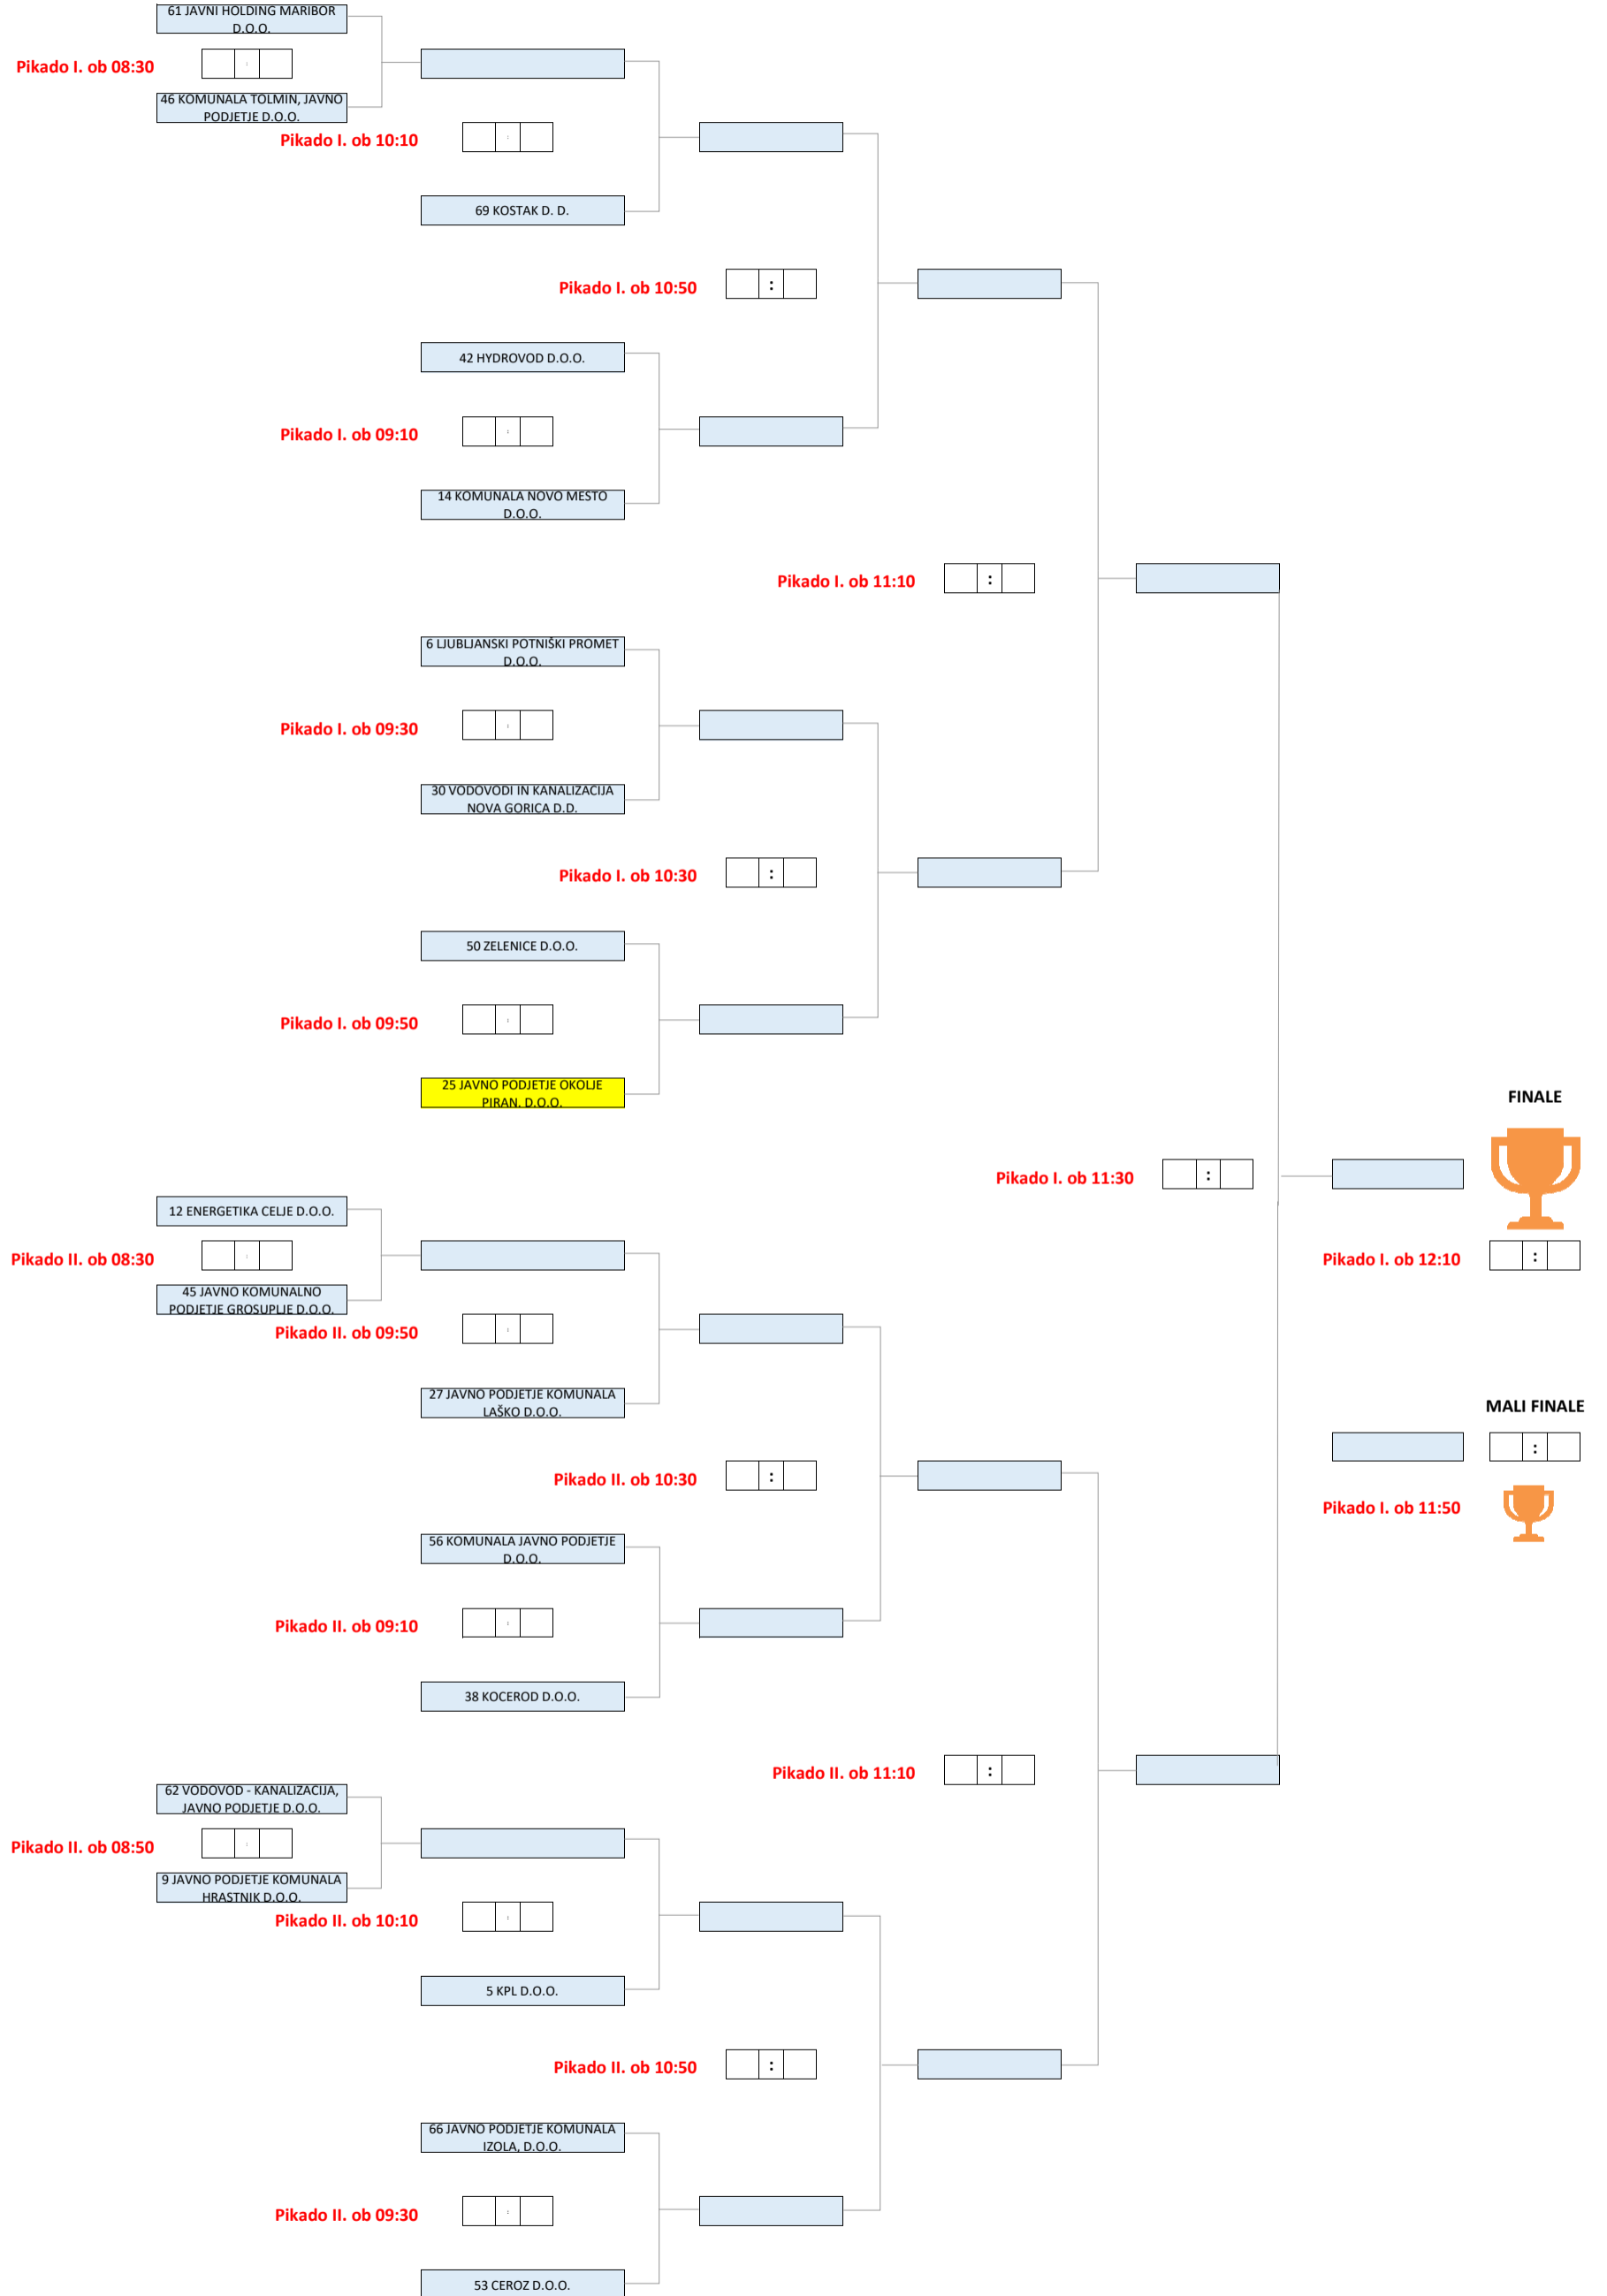 61 JAVNI HOLDING MARIBOR
D.O.O.
Pikado I. ob 08:30
:
46 KOMUNALA TOLMIN, JAVNO
PODJETJE D.O.O.
Pikado I. ob 10:10
:
69 KOSTAK D. D.
Pikado I. ob 10:50
:
42 HYDROVOD D.O.O.
Pikado I. ob 09:10
:
14 KOMUNALA NOVO MESTO
D.O.O.
Pikado I. ob 11:10
:
6 LJUBLJANSKI POTNIŠKI PROMET
D.O.O.
Pikado I. ob 09:30
:
30 VODOVODI IN KANALIZACIJA
NOVA GORICA D.D.
Pikado I. ob 10:30
:
50 ZELENICE D.O.O.
Pikado I. ob 09:50
:
25 JAVNO PODJETJE OKOLJE
PIRAN, D.O.O.
FINALE
Pikado I. ob 11:30
:
12 ENERGETIKA CELJE D.O.O.
Pikado II. ob 08:30
:
Pikado I. ob 12:10
:
45 JAVNO KOMUNALNO
PODJETJE GROSUPLJE D.O.O.
Pikado II. ob 09:50
:
27 JAVNO PODJETJE KOMUNALA
LAŠKO D.O.O.
MALI FINALE
:
Pikado II. ob 10:30
:
Pikado I. ob 11:50
56 KOMUNALA JAVNO PODJETJE
D.O.O.
Pikado II. ob 09:10
:
38 KOCEROD D.O.O.
Pikado II. ob 11:10
:
62 VODOVOD - KANALIZACIJA,
JAVNO PODJETJE D.O.O.
Pikado II. ob 08:50
:
9 JAVNO PODJETJE KOMUNALA
HRASTNIK D.O.O.
Pikado II. ob 10:10
:
5 KPL D.O.O.
Pikado II. ob 10:50
:
66 JAVNO PODJETJE KOMUNALA
IZOLA, D.O.O.
Pikado II. ob 09:30
:
53 CEROZ D.O.O.